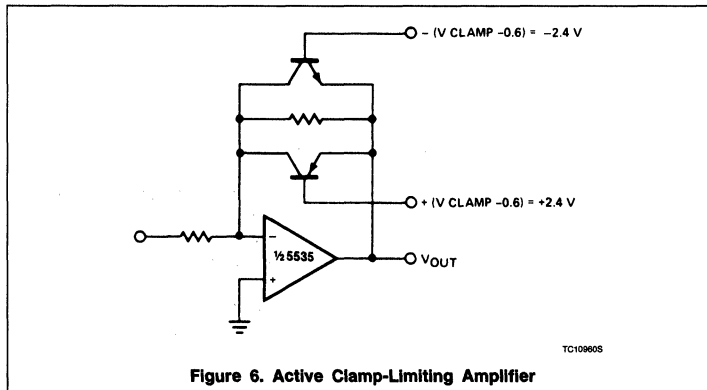 − (V CLAMP −0.6) = −2.4 V
+ (V CLAMP −0.6) = +2.4 V
−
½ 5535
+
VOUT
TC10960S
Figure 6. Active Clamp-Limiting Amplifier